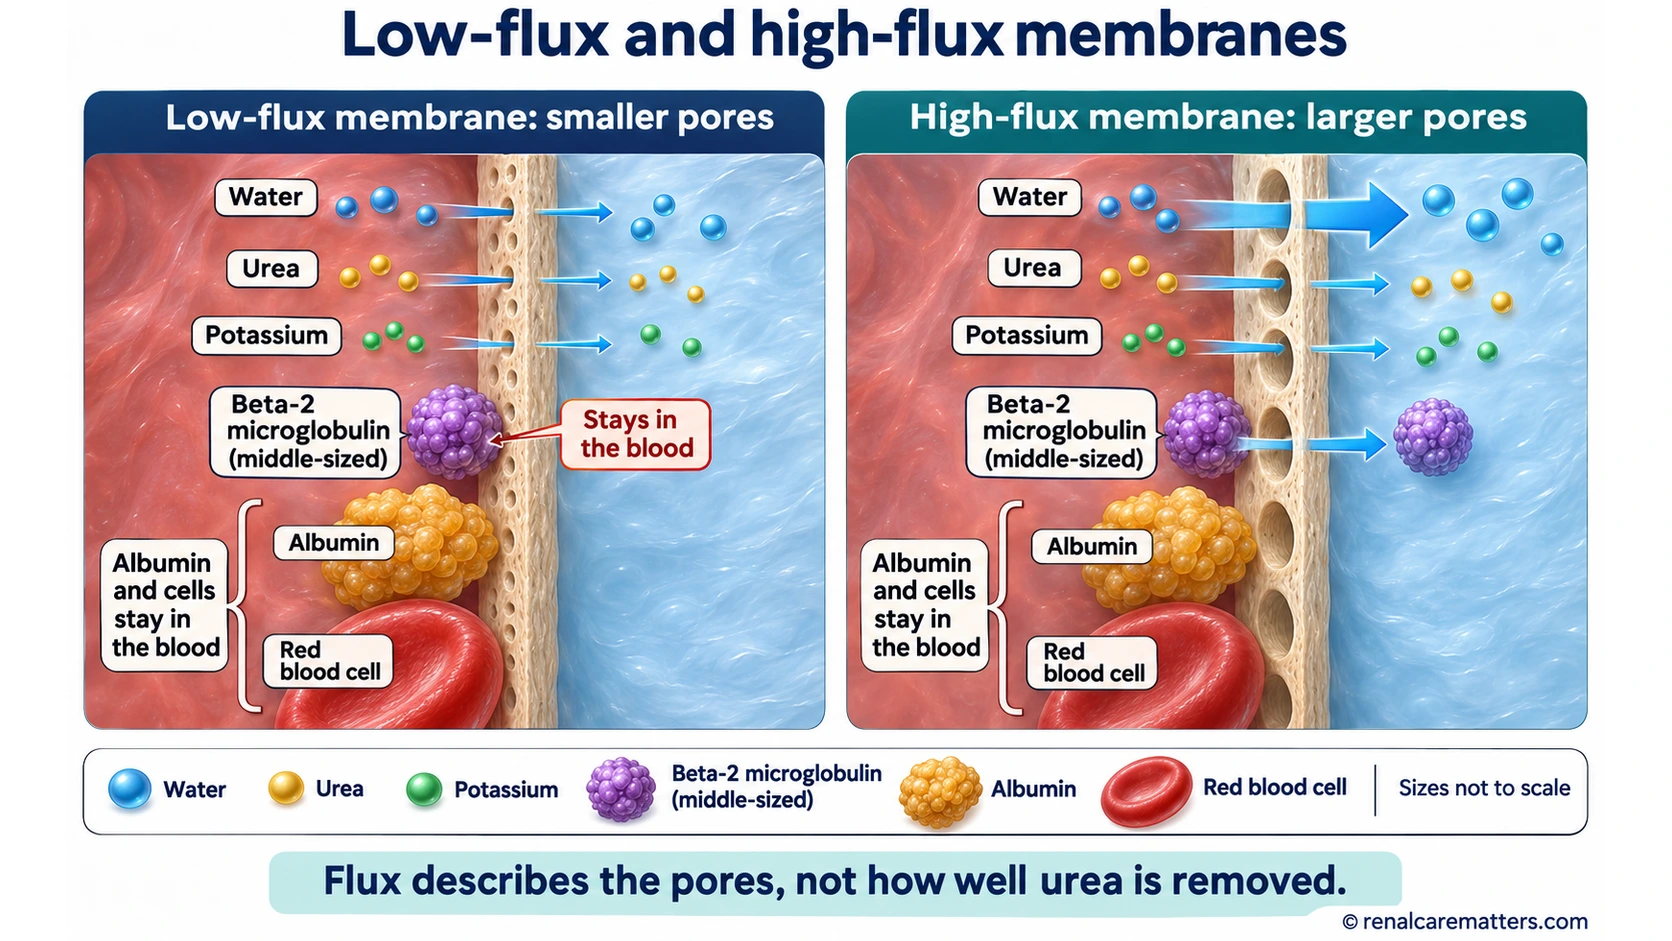 Low-flux and high-flux membranes
Low-flux membrane: smaller pores
Water
Urea
Potassium
Beta-2
microglobulin
(middle-sized)
Stays in
the blood
Albumin
and cells
stay in
the blood
Albumin
Red
blood cell
High-flux membrane: larger pores
Water
Urea
Potassium
Beta-2
microglobulin
(middle-sized)
Albumin
and cells
stay in
the blood
Albumin
Red
blood cell
Water
Urea
Potassium
Beta-2 microglobulin
(middle-sized)
Albumin
Red blood cell
Sizes not to scale
Flux describes the pores, not how well urea is removed.
© renalcarematters.com